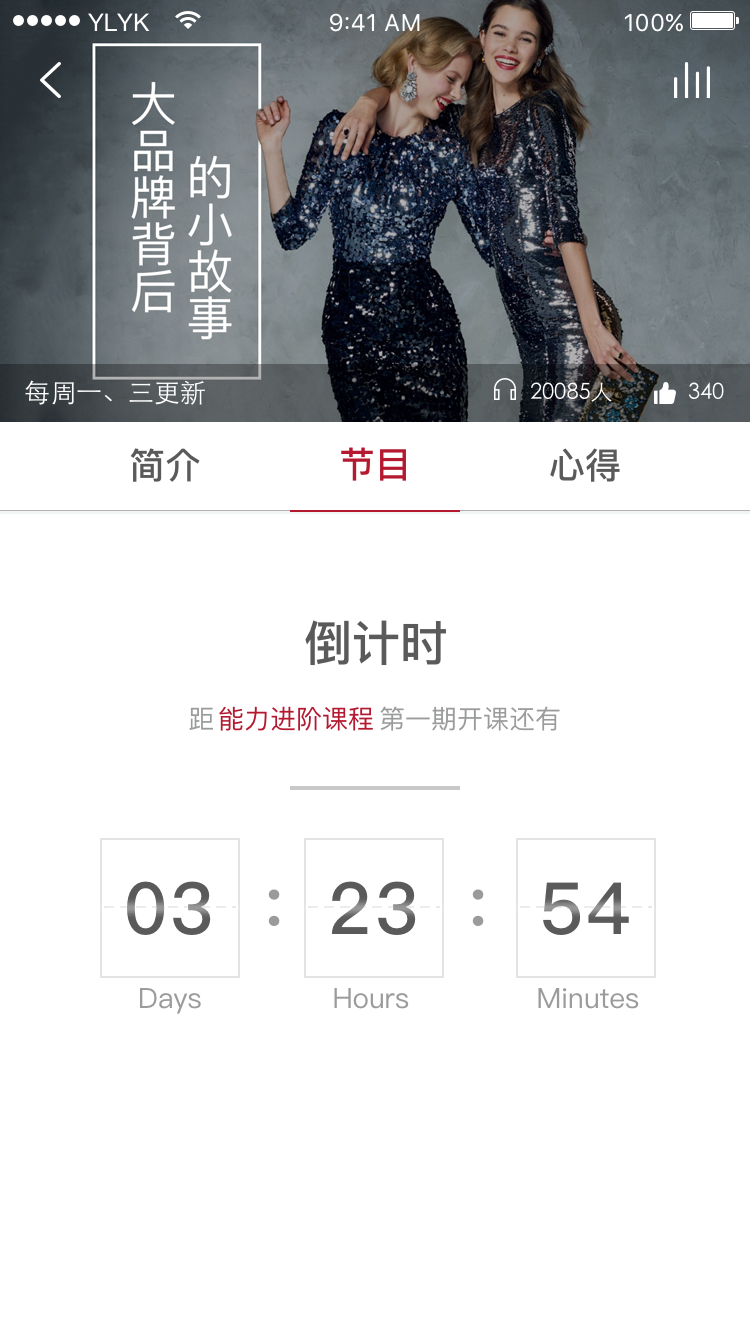 YLYK
9:41 AM
100%
大品牌背后
的小故事
每周一、三更新
20085人
340
简介
节目
心得
倒计时
距 能力进阶课程 第一期开课还有
03 : 23 : 54
Days
Hours
Minutes